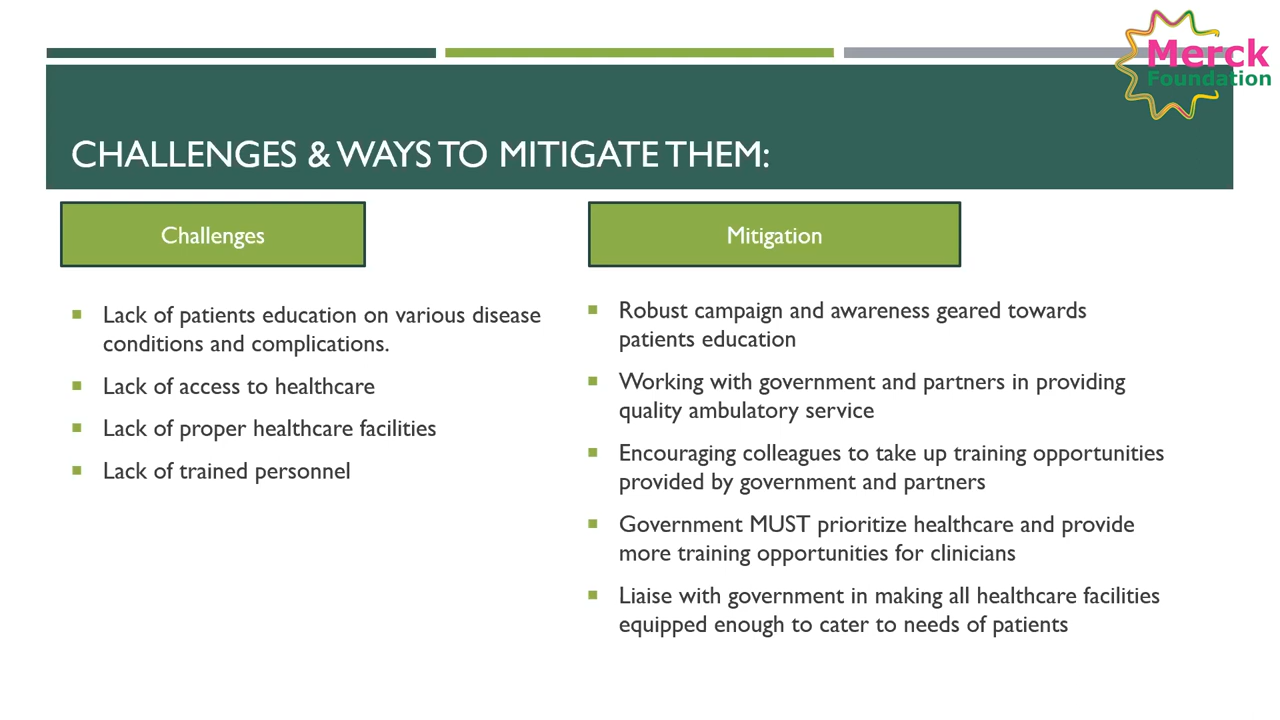 Merck
Foundation
CHALLENGES & WAYS TO MITIGATE THEM:
Challenges
Lack of patients education on various disease
conditions and complications.
Lack of access to healthcare
Lack of proper healthcare facilities
Lack of trained personnel
Mitigation
Robust campaign and awareness geared towards
patients education
Working with government and partners in providing
quality ambulatory service
Encouraging colleagues to take up training opportunities
provided by government and partners
Government MUST prioritize healthcare and provide
more training opportunities for clinicians
Liaise with government in making all healthcare facilities
equipped enough to cater to needs of patients